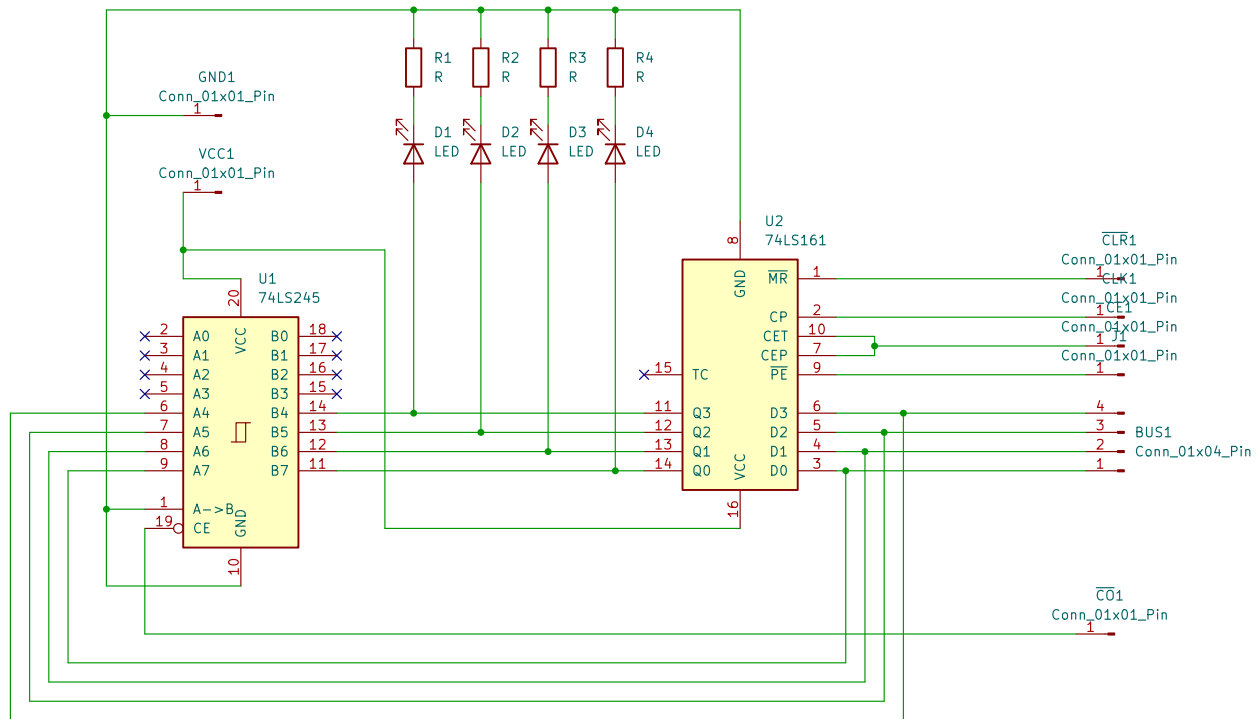 GND1
Conn_01x01_Pin
1
VCC1
Conn_01x01_Pin
1
R1
R
R2
R
R3
R
R4
R
D1
LED
D2
LED
D3
LED
D4
LED
U1
74LS245
20
VCC
2 A0 B0 18
3 A1 B1 17
4 A2 B2 16
5 A3 B3 15
6 A4 B4 14
7 A5 B5 13
8 A6 B6 12
9 A7 B7 11
1 A->B
19 CE
GND
10
U2
74LS161
8
GND
MR 1
CP 2
CET 10
CEP 7
15 TC PE 9
11 Q3 D3 6
12 Q2 D2 5
13 Q1 D1 4
14 Q0 D0 3
VCC
16
CLR1
Conn_01x01_Pin
1
CLK1
Conn_01x01_Pin
1
CE1
Conn_01x01_Pin
1
J1
Conn_01x01_Pin
1
4
3
2
1
BUS1
Conn_01x04_Pin
CO1
Conn_01x01_Pin
1